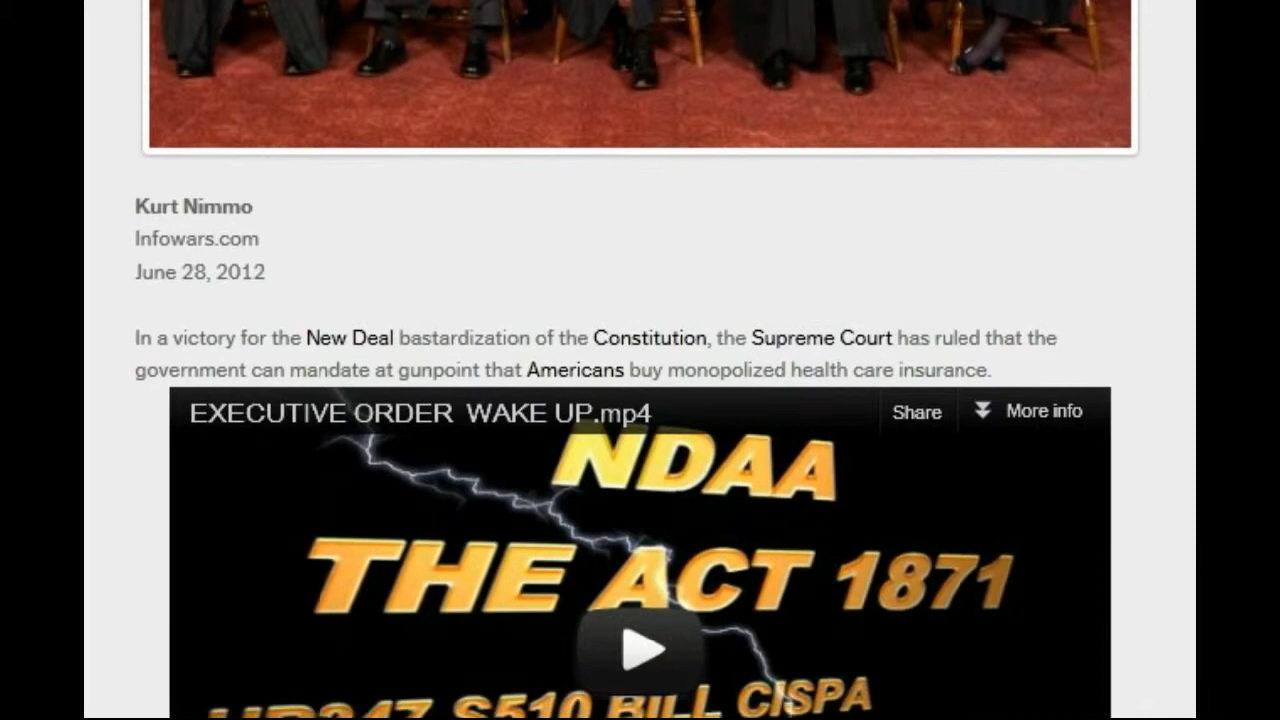 Kurt Nimmo
Infowars.com
June 28, 2012
In a victory for the New Deal bastardization of the Constitution, the Supreme Court has ruled that the
government can mandate at gunpoint that Americans buy monopolized health care insurance.
EXECUTIVE ORDER WAKE UP.mp4 Share More info
NDAA
THE ACT 1871
HR347 S510 BILL CISPA